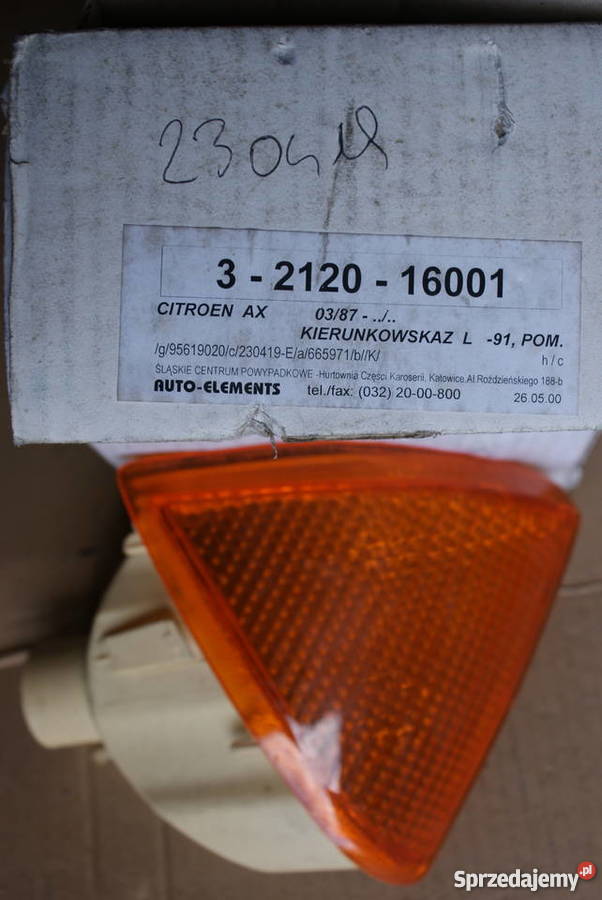 230419
3 - 2120 - 16001
CITROEN AX 03/87 - ../..
KIERUNKOWSKAZ L -91, POM.
/g/95619020/c/230419-E/a/665971/b//K/ h / c
ŚLĄSKIE CENTRUM POWYPADKOWE -Hurtownia Części Karoserii, Katowice,Al.Roździeńskiego 188-b
AUTO-ELEMENTS tel./fax: (032) 20-00-800 26.05.00
Sprzedajemy.pl